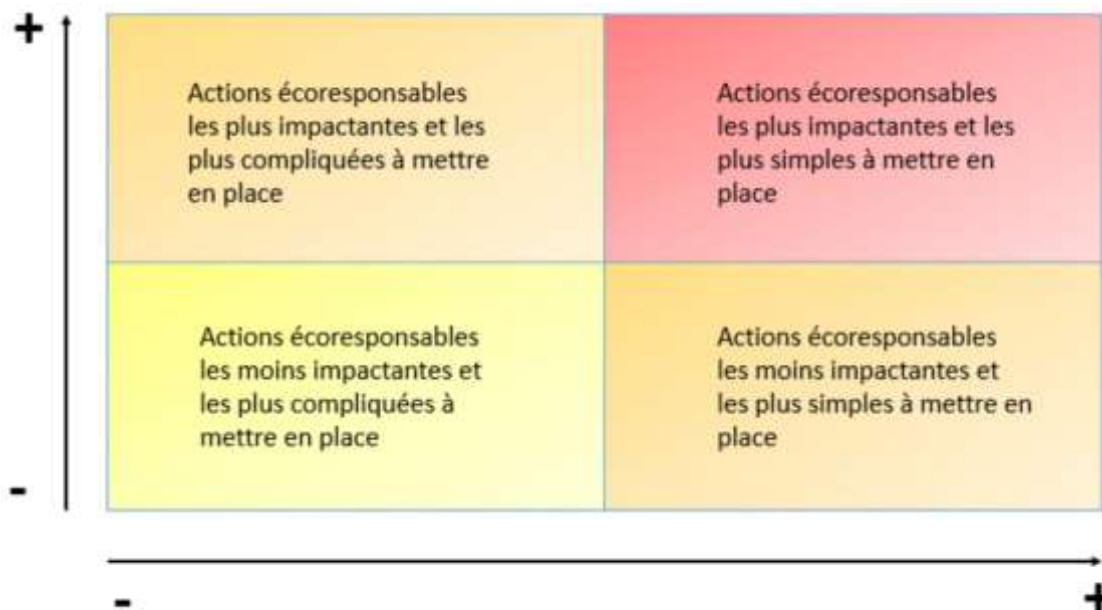 +
Actions écoresponsables
les plus impactantes et les
plus compliquées à mettre
en place
Actions écoresponsables
les plus impactantes et les
plus simples à mettre en
place
Actions écoresponsables
les moins impactantes et
les plus compliquées à
mettre en place
Actions écoresponsables
les moins impactantes et
les plus simples à mettre en
place
-
-
+